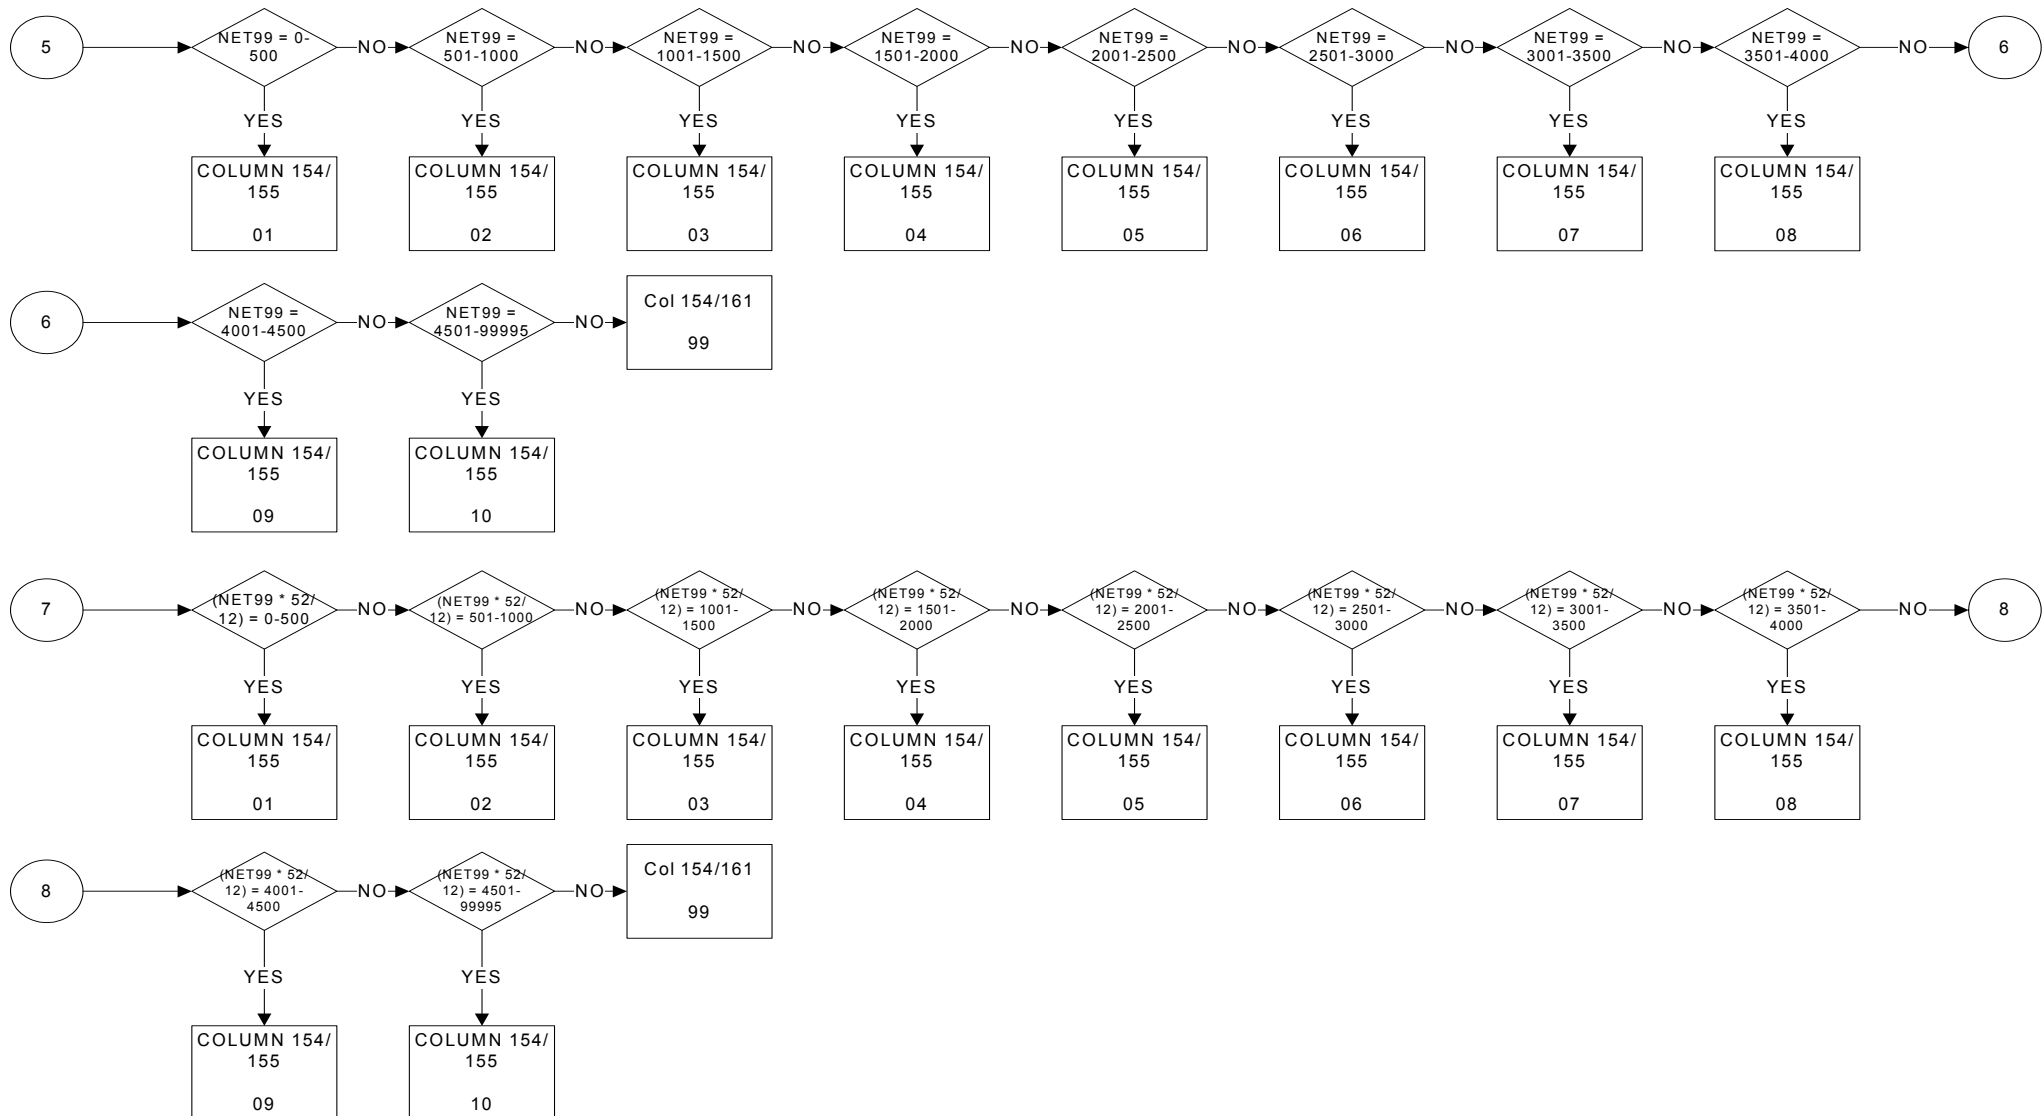 5
NET99 = 0-
500
NO
NET99 =
501-1000
NO
NET99 =
1001-1500
NO
NET99 =
1501-2000
NO
NET99 =
2001-2500
NO
NET99 =
2501-3000
NO
NET99 =
3001-3500
NO
NET99 =
3501-4000
NO
6
YES
YES
YES
YES
YES
YES
YES
YES
COLUMN 154/
155
01
COLUMN 154/
155
02
COLUMN 154/
155
03
COLUMN 154/
155
04
COLUMN 154/
155
05
COLUMN 154/
155
06
COLUMN 154/
155
07
COLUMN 154/
155
08
6
NET99 =
4001-4500
NO
NET99 =
4501-99995
NO
Col 154/161
99
YES
YES
COLUMN 154/
155
09
COLUMN 154/
155
10
7
(NET99 * 52/
12) = 0-500
NO
(NET99 * 52/
12) = 501-1000
NO
(NET99 * 52/
12) = 1001-
1500
NO
(NET99 * 52/
12) = 1501-
2000
NO
(NET99 * 52/
12) = 2001-
2500
NO
(NET99 * 52/
12) = 2501-
3000
NO
(NET99 * 52/
12) = 3001-
3500
NO
(NET99 * 52/
12) = 3501-
4000
NO
8
YES
YES
YES
YES
YES
YES
YES
YES
COLUMN 154/
155
01
COLUMN 154/
155
02
COLUMN 154/
155
03
COLUMN 154/
155
04
COLUMN 154/
155
05
COLUMN 154/
155
06
COLUMN 154/
155
07
COLUMN 154/
155
08
8
(NET99 * 52/
12) = 4001-
4500
NO
(NET99 * 52/
12) = 4501-
99995
NO
Col 154/161
99
YES
YES
COLUMN 154/
155
09
COLUMN 154/
155
10